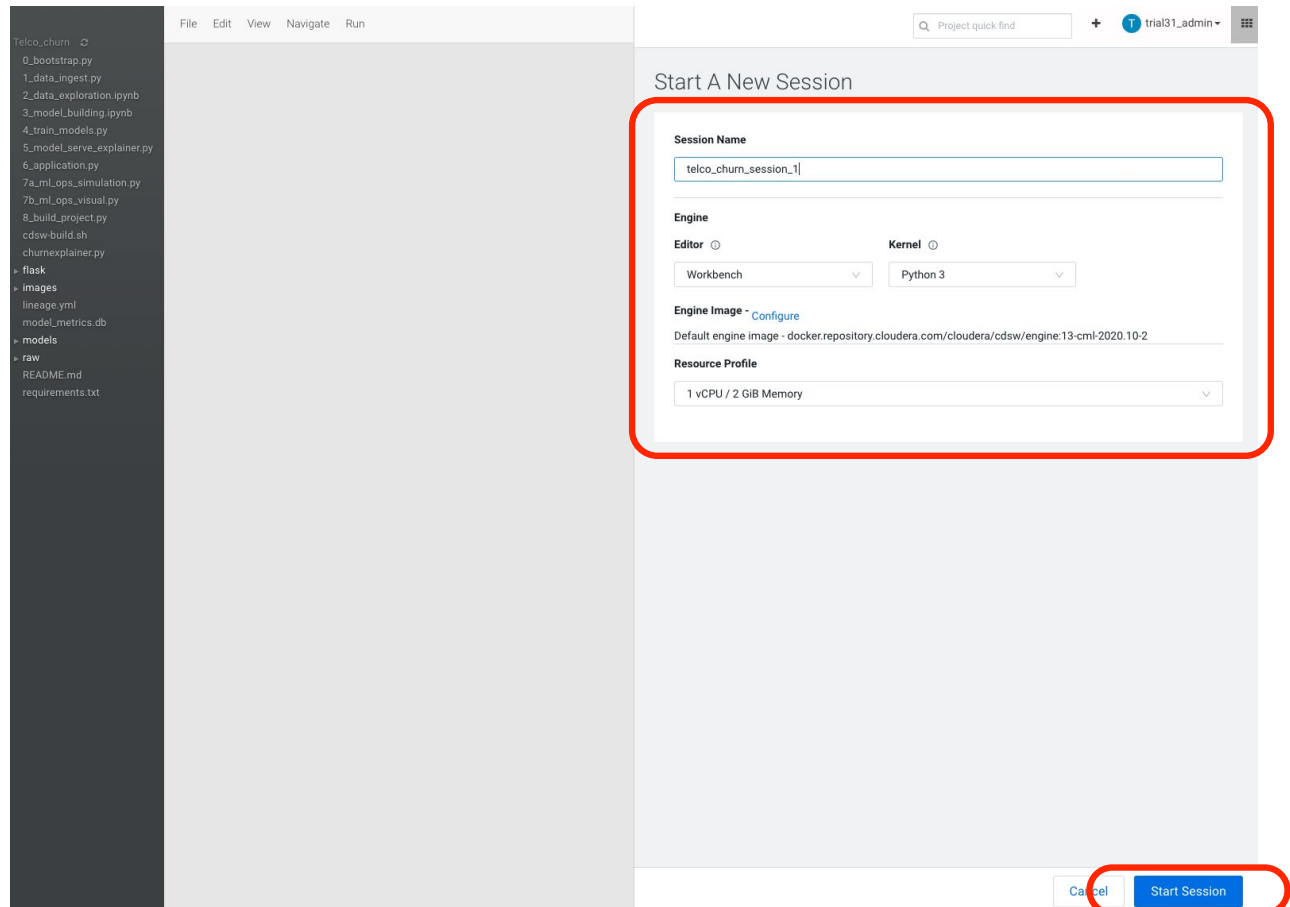 File Edit View Navigate Run
Project quick find
T trial31_admin
Telco_churn
0_bootstrap.py
1_data_ingest.py
2_data_exploration.ipynb
3_model_building.ipynb
4_train_models.py
5_model_serve_explainer.py
6_application.py
7a_ml_ops_simulation.py
7b_ml_ops_visual.py
8_build_project.py
cdsw-build.sh
churnexplainer.py
flask
images
lineage.yml
model_metrics.db
models
raw
README.md
requirements.txt
Start A New Session
Session Name
telco_churn_session_1
Engine
Editor Kernel
Workbench Python 3
Engine Image - Configure
Default engine image - docker.repository.cloudera.com/cloudera/cdsw/engine:13-cml-2020.10-2
Resource Profile
1 vCPU / 2 GiB Memory
Cancel Start Session